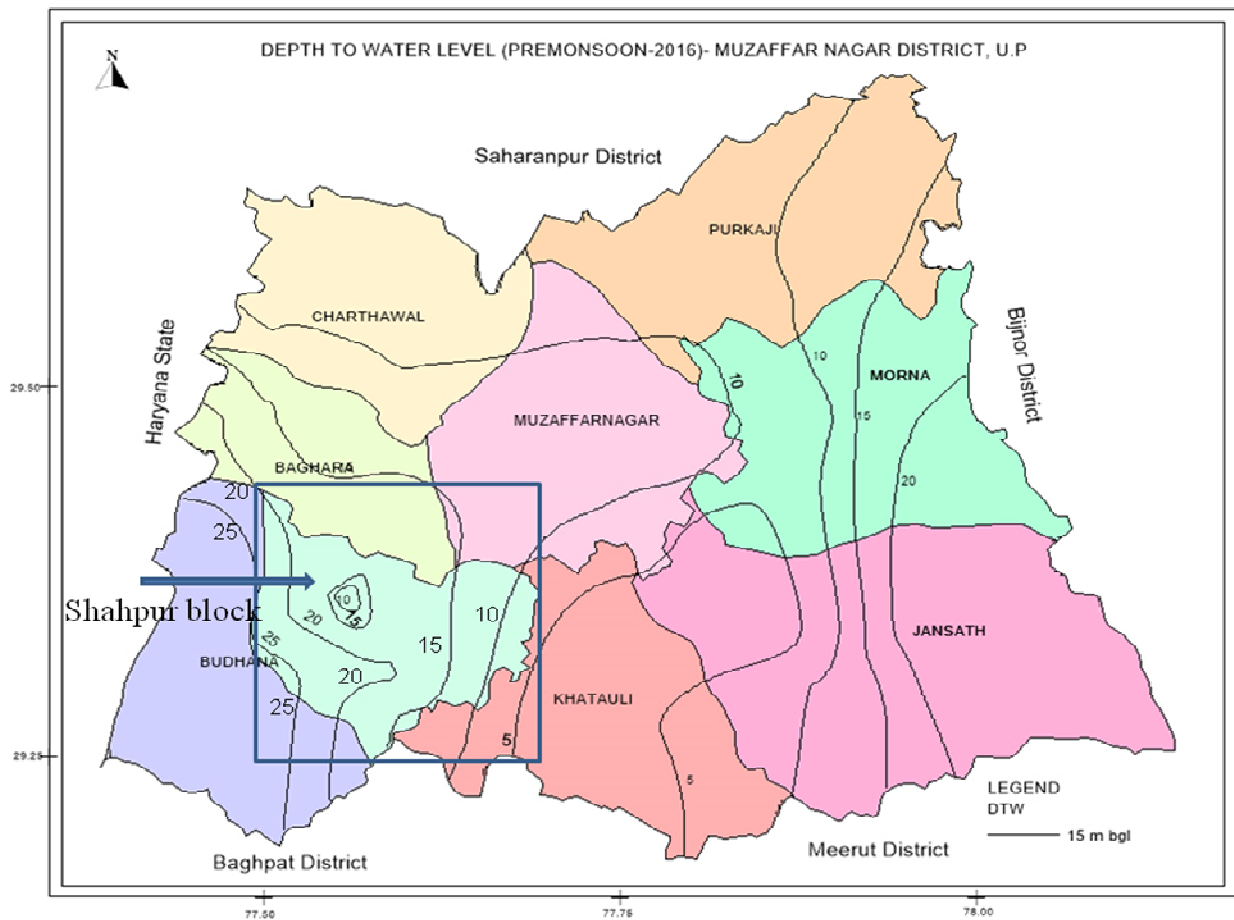 DEPTH TO WATER LEVEL (PREMONSOON-2016)- MUZAFFAR NAGAR DISTRICT, U.P
N
Saharanpur District
PURKAJI
CHARTHAWAL
Haryana State
Bijnor District
10
10
MORNA
29.50
15
MUZAFFARNAGAR
BAGHARA
20
20
25
10
Shahpur block
20
15
10
25
15
JANSATH
BUDHANA
20
KHATAULI
25
5
29.25
5
LEGEND
DTW
15 m bgl
Baghpat District
Meerut District
77.50
77.75
78.00